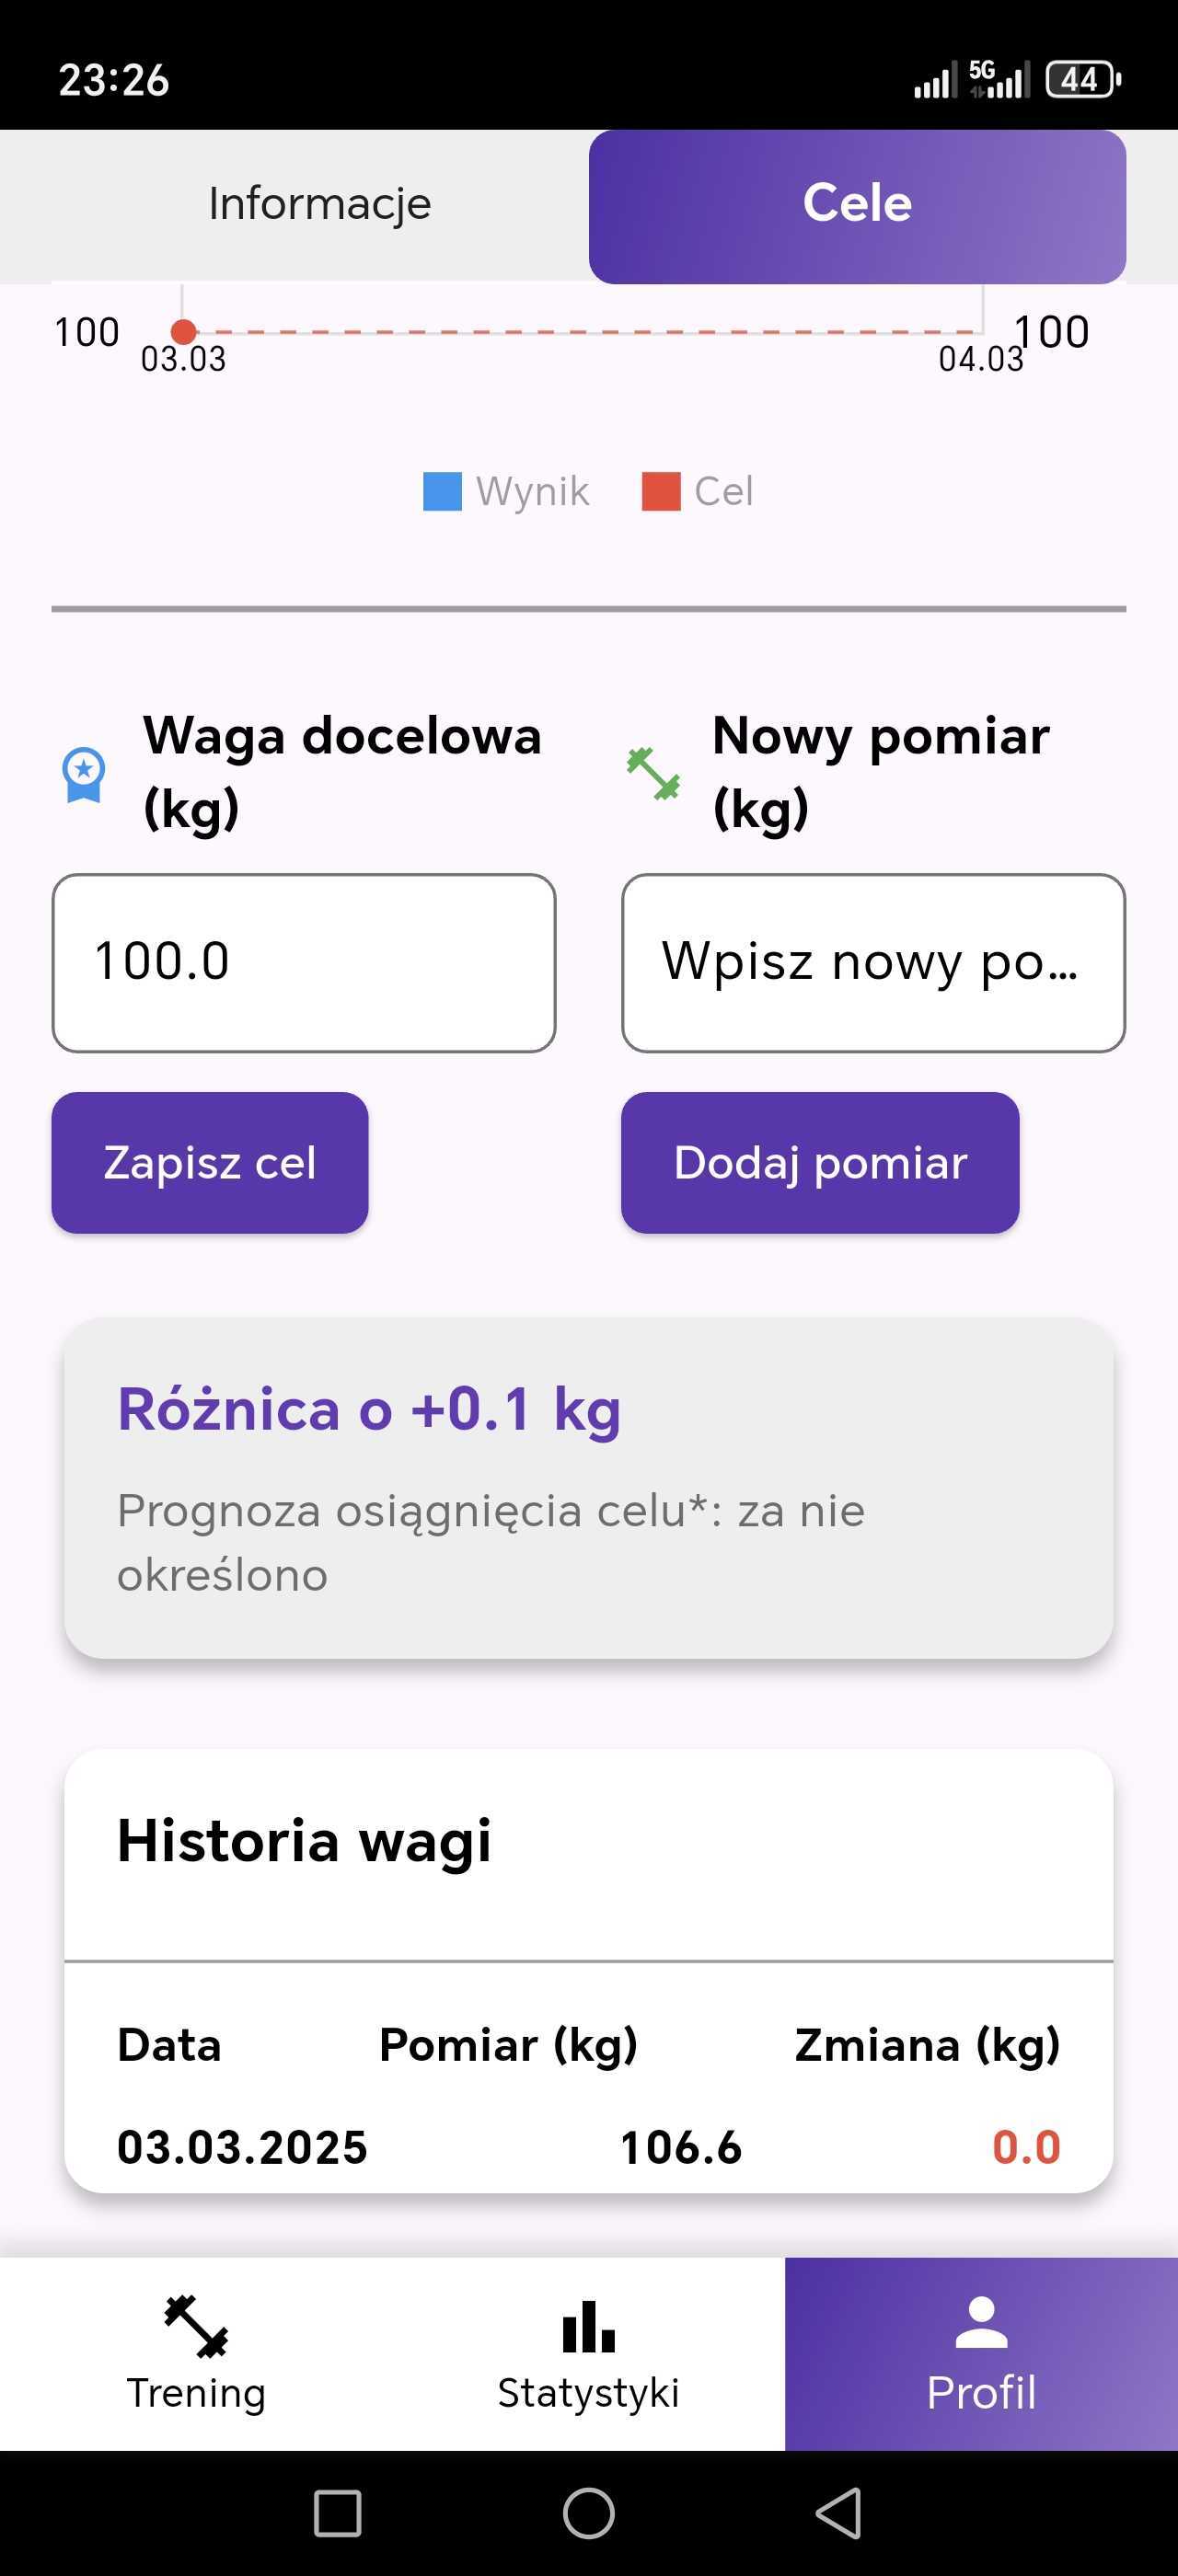 23:26
5G
44
Informacje
Cele
100
100
03.03
04.03
Wynik
Cel
Waga docelowa
(kg)
Nowy pomiar
(kg)
100.0
Wpisz nowy po...
Zapisz cel
Dodaj pomiar
Różnica o +0.1 kg
Prognoza osiągnięcia celu*: za nie
określono
Historia wagi
Data Pomiar (kg) Zmiana (kg)
03.03.2025 106.6 0.0
Trening
Statystyki
Profil